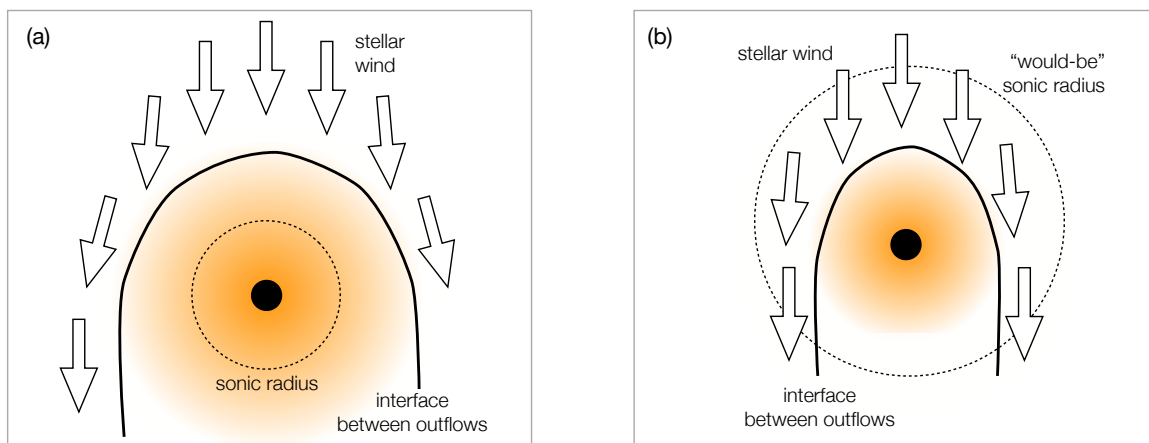 (a)
stellar
wind
sonic radius
interface
between outflows
(b)
stellar wind
“would-be”
sonic radius
interface
between outflows